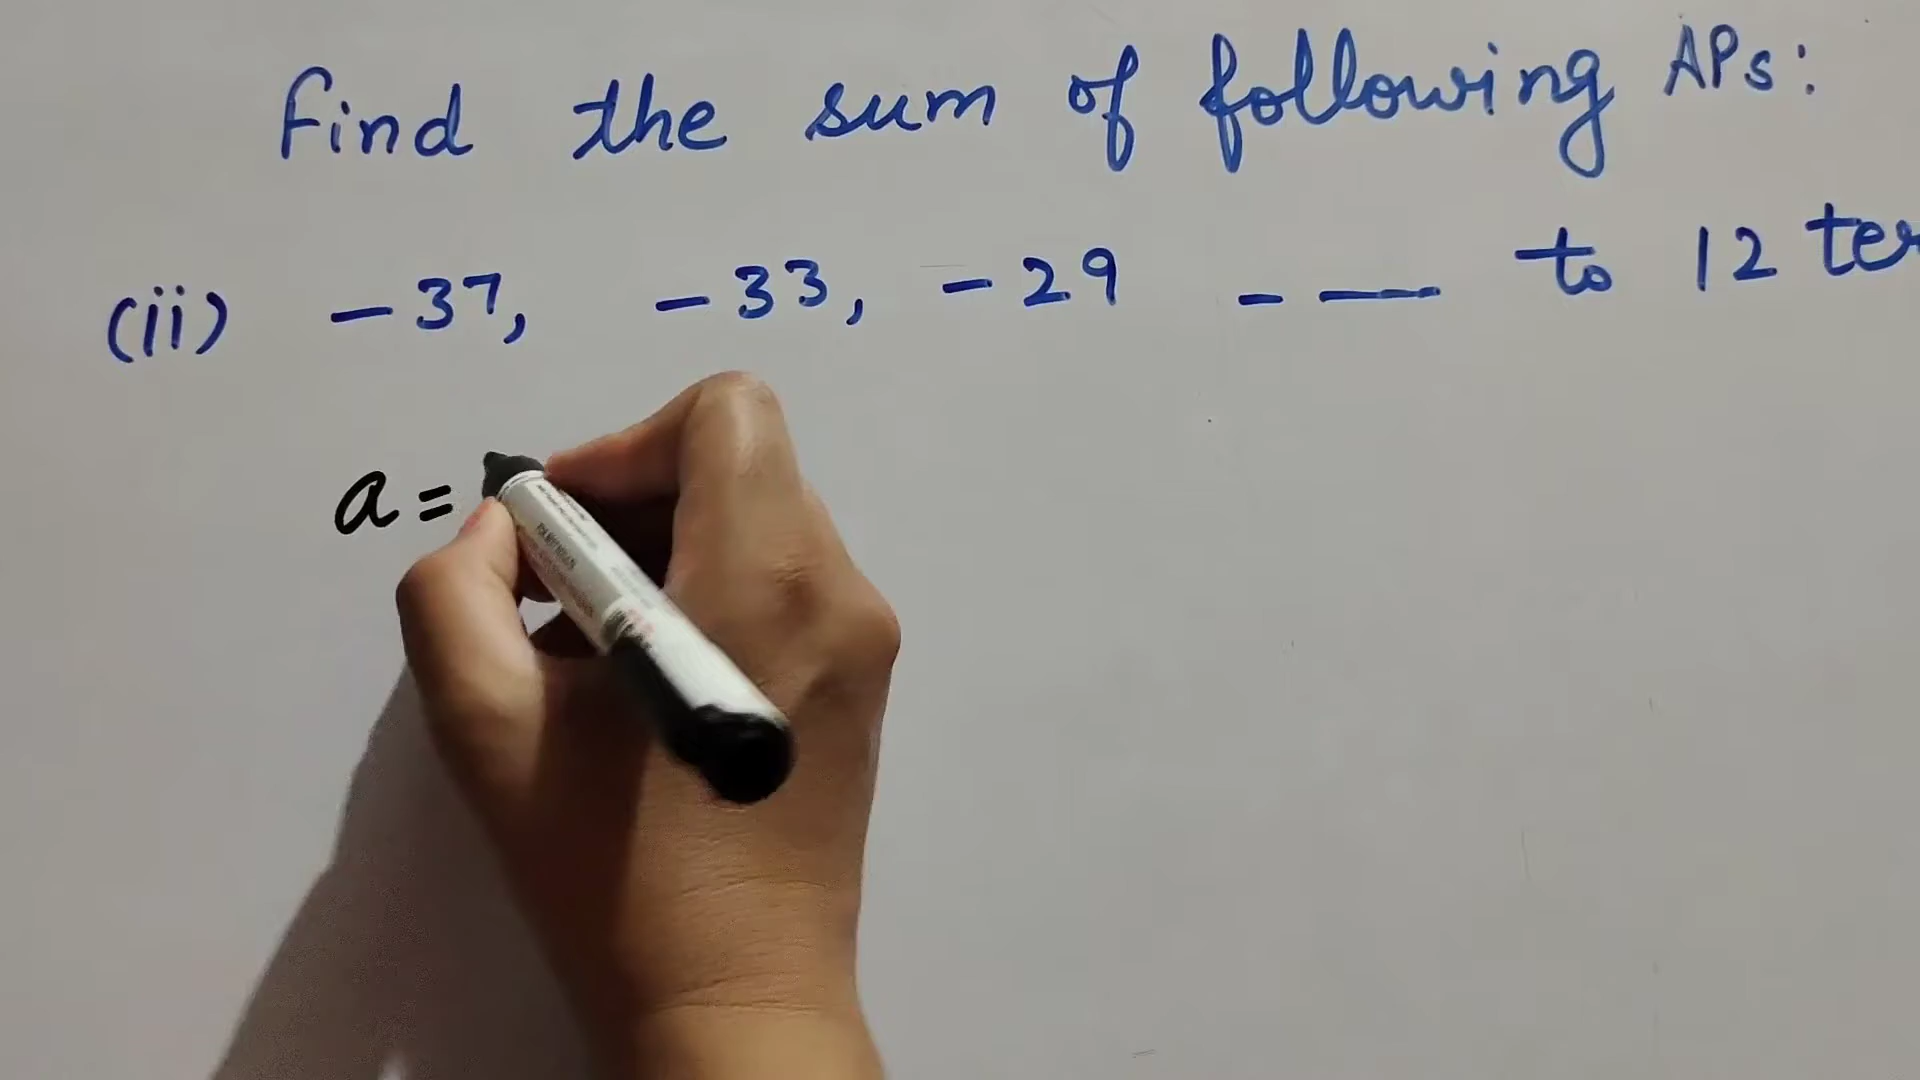 Find the sum of following APs:
(ii) -37, -33, -29 - —— to 12 ter
a =